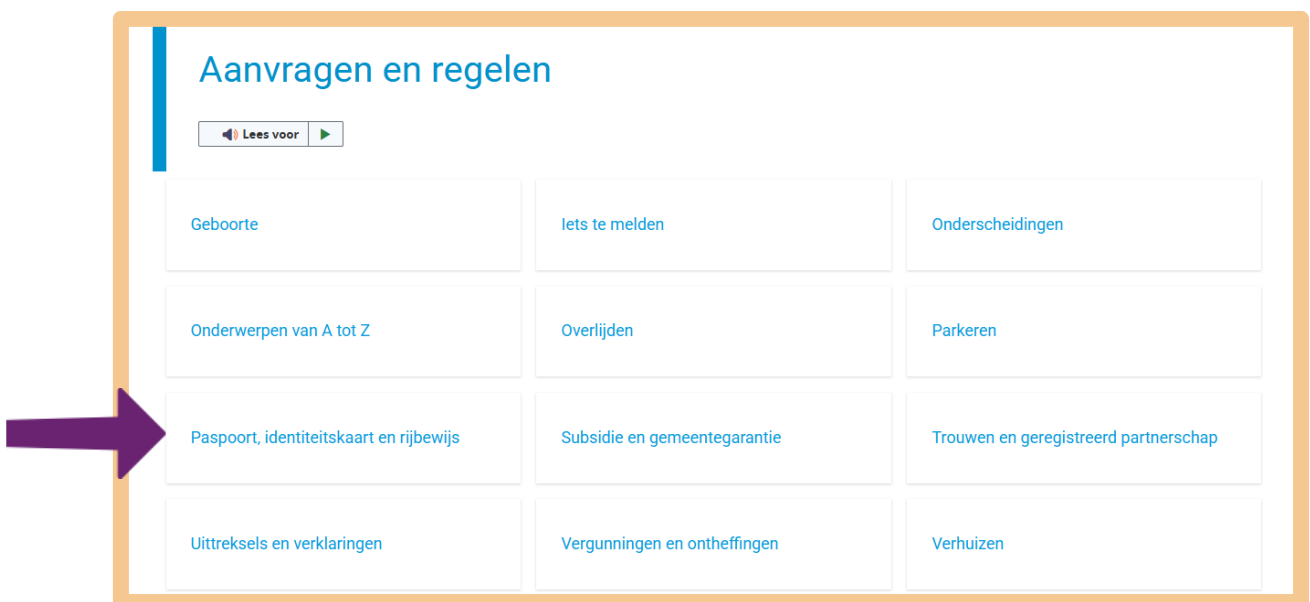 Aanvragen en regelen
Lees voor
Geboorte
Iets te melden
Onderscheidingen
Onderwerpen van A tot Z
Overlijden
Parkeren
Paspoort, identiteitskaart en rijbewijs
Subsidie en gemeentegarantie
Trouwen en geregistreerd partnerschap
Uittreksels en verklaringen
Vergunningen en ontheffingen
Verhuizen